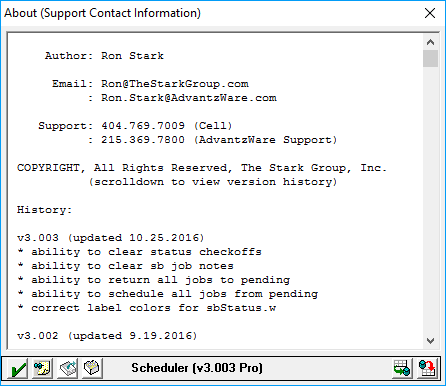 About (Support Contact Information)
Author: Ron Stark
Email: Ron@TheStarkGroup.com
: Ron.Stark@AdvantzWare.com
Support: 404.769.7009 (Cell)
: 215.369.7800 (AdvantzWare Support)
COPYRIGHT, All Rights Reserved, The Stark Group, Inc.
(scrolldown to view version history)
History:
v3.003 (updated 10.25.2016)
* ability to clear status checkoffs
* ability to clear sb job notes
* ability to return all jobs to pending
* ability to schedule all jobs from pending
* correct label colors for sbStatus.w
v3.002 (updated 9.19.2016)
Scheduler (v3.003 Pro)